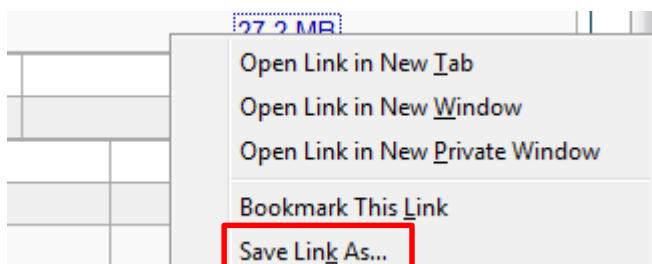 27.2 MB
Open Link in New Tab
Open Link in New Window
Open Link in New Private Window
Bookmark This Link
Save Link As...